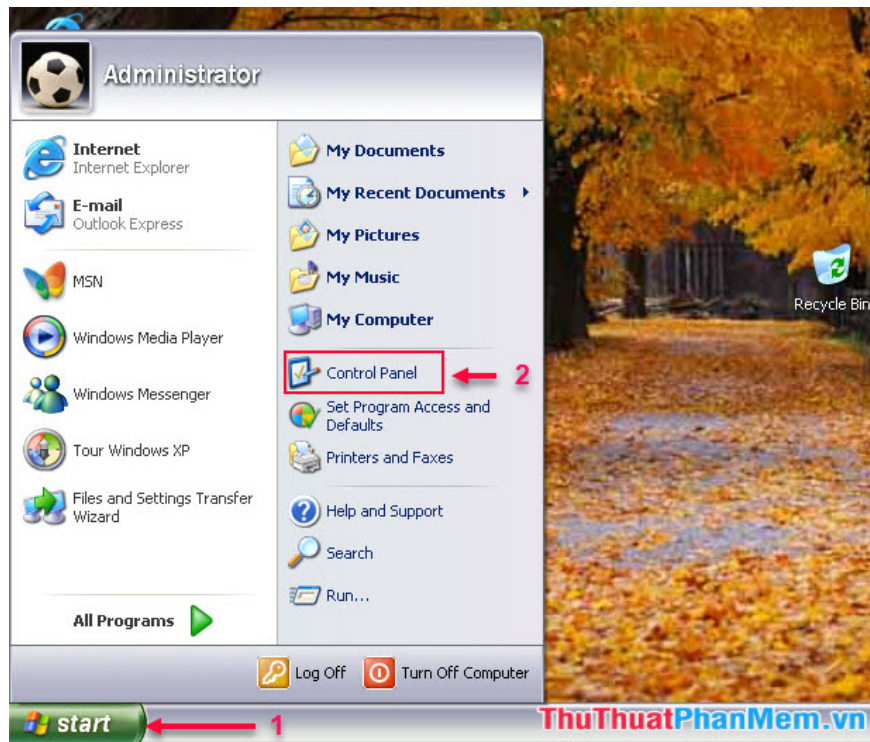 Administrator
Internet
Internet Explorer
E-mail
Outlook Express
MSN
Windows Media Player
Windows Messenger
Tour Windows XP
Files and Settings Transfer
Wizard
All Programs
My Documents
My Recent Documents
My Pictures
My Music
My Computer
Control Panel
2
Set Program Access and
Defaults
Printers and Faxes
Help and Support
Search
Run...
Recycle Bin
Log Off
Turn Off Computer
start
1
ThuThuatPhanMem.vn